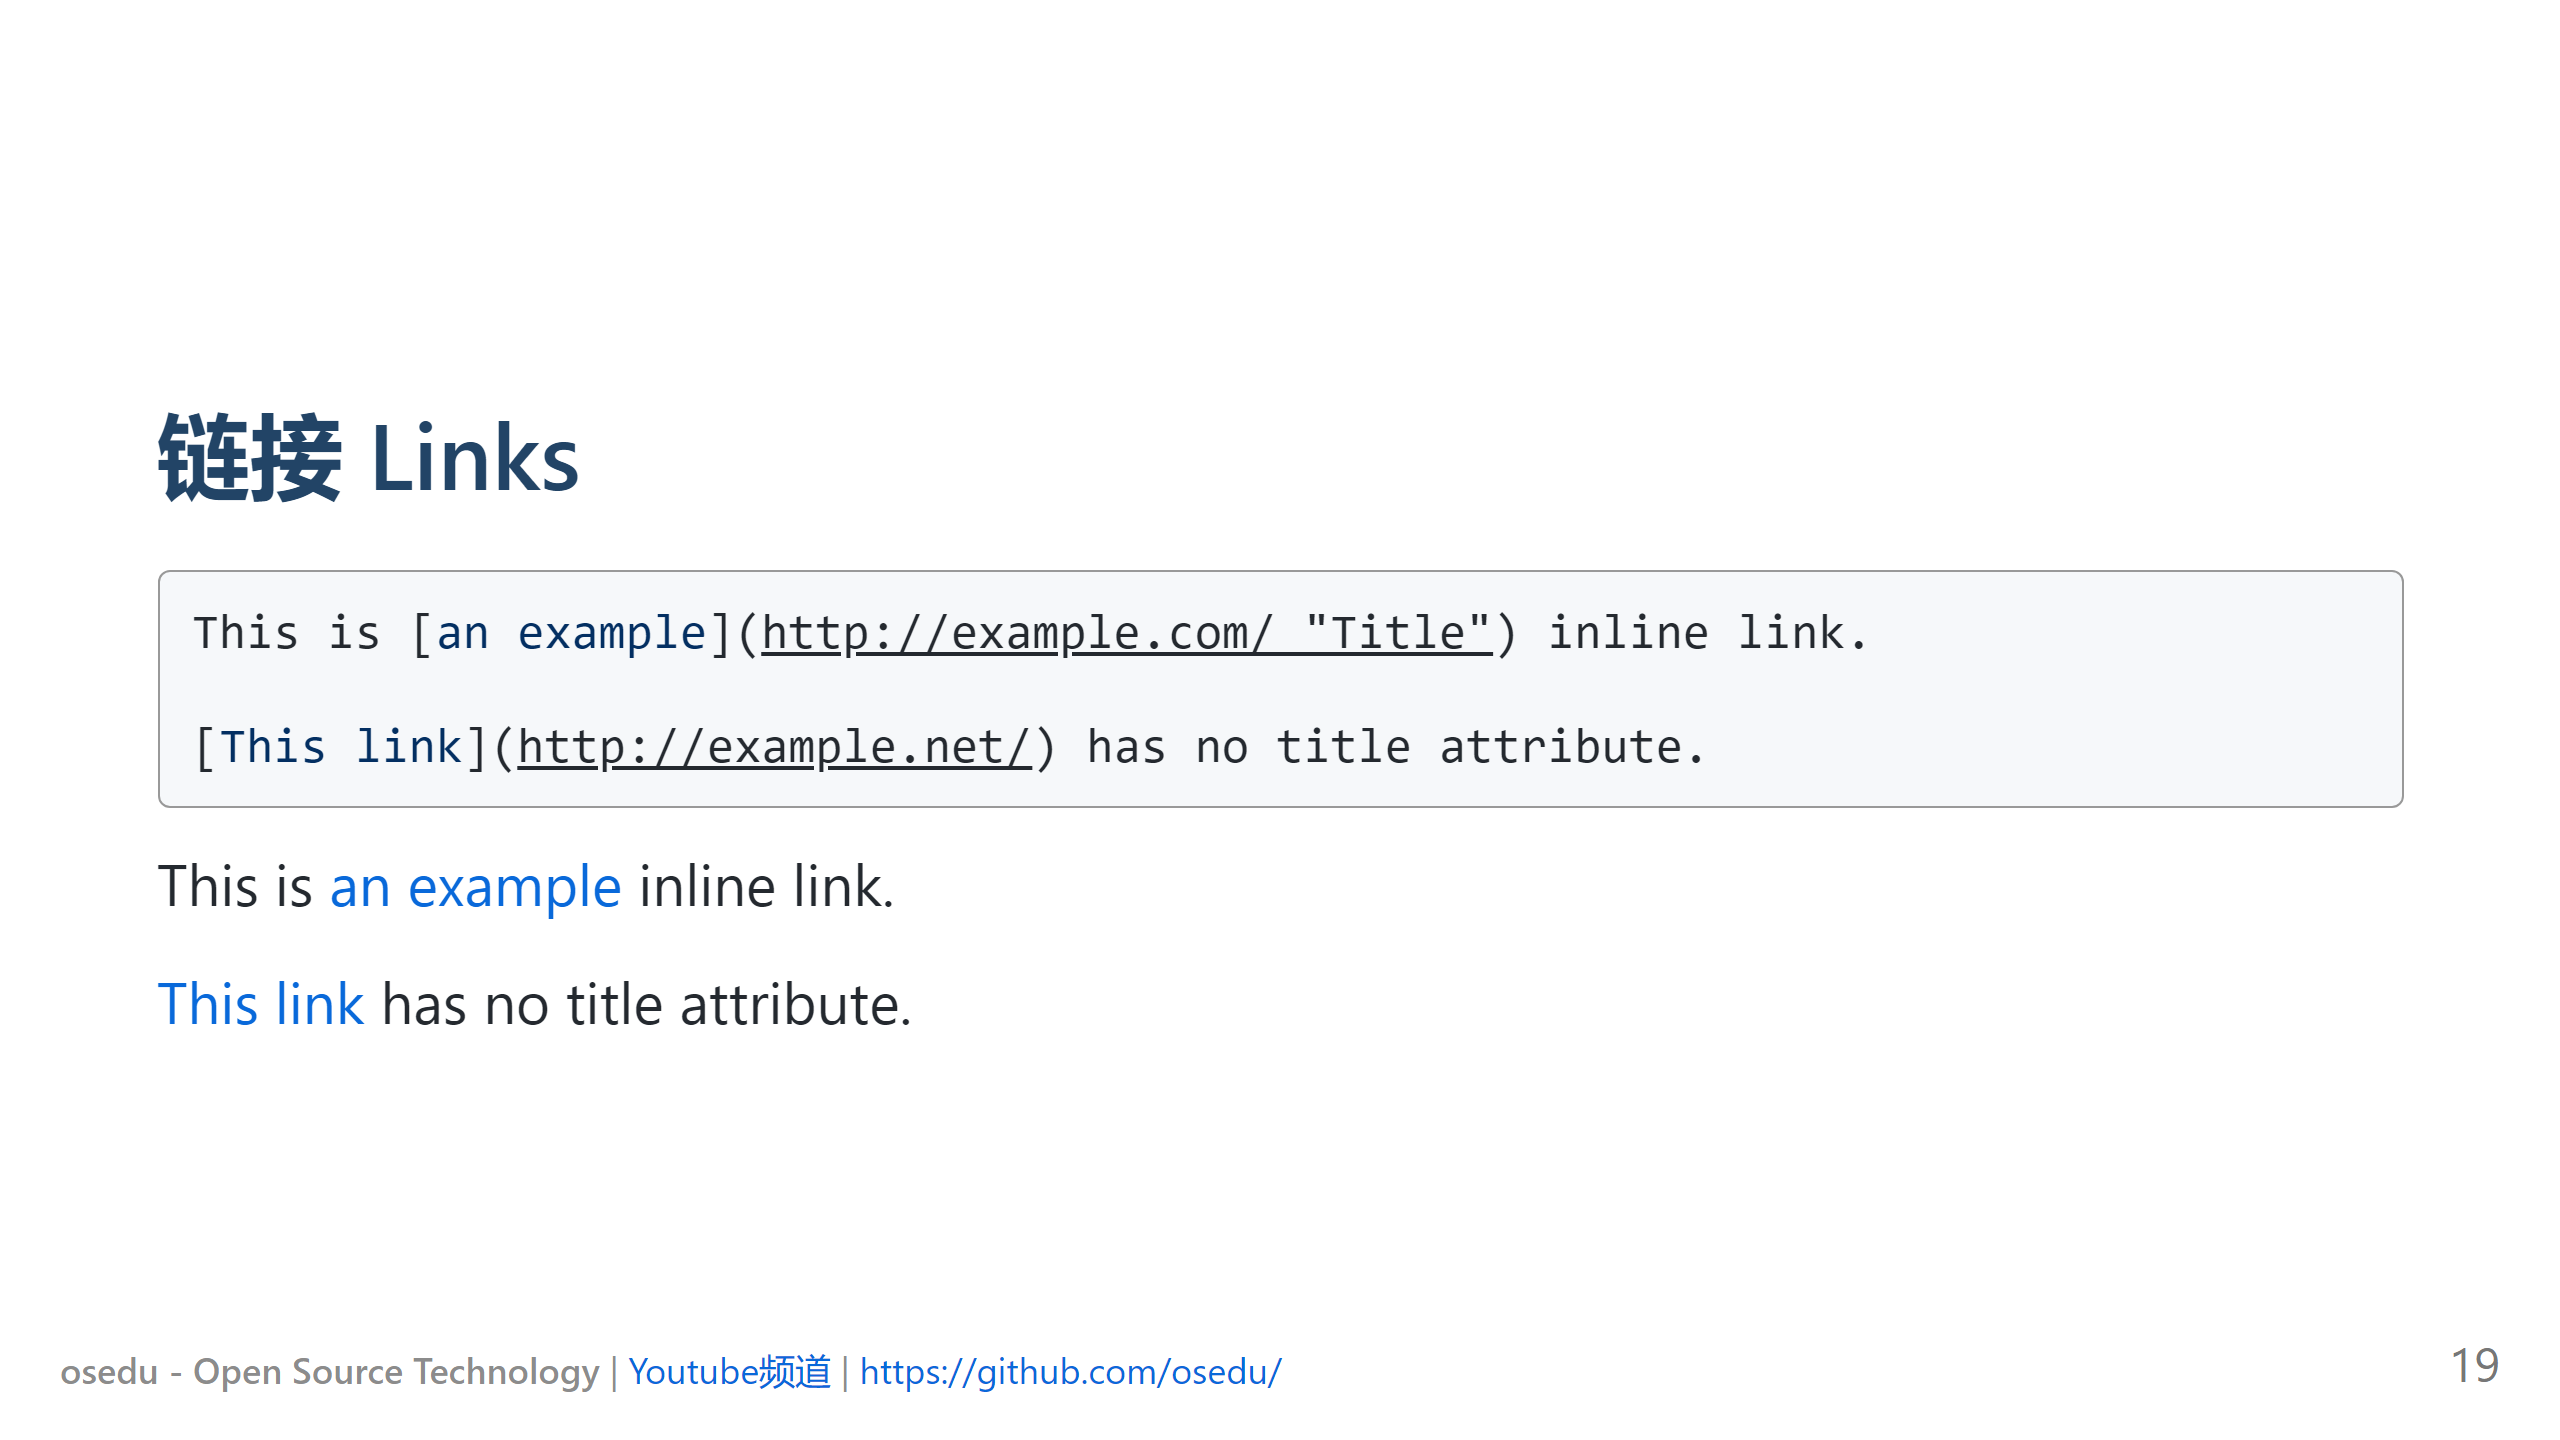 链接 Links
This is [an example](http://example.com/ "Title") inline link.
[This link](http://example.net/) has no title attribute.
This is an example inline link.
This link has no title attribute.
osedu - Open Source Technology | Youtube频道 | https://github.com/osedu/
19